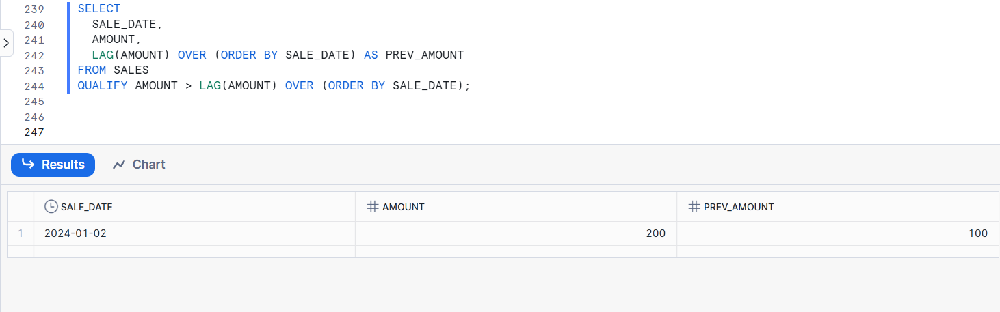 239 SELECT
240   SALE_DATE,
241   AMOUNT,
242   LAG(AMOUNT) OVER (ORDER BY SALE_DATE) AS PREV_AMOUNT
243 FROM SALES
244 QUALIFY AMOUNT > LAG(AMOUNT) OVER (ORDER BY SALE_DATE);
245
246
247
Results Chart
SALE_DATE AMOUNT PREV_AMOUNT
1 2024-01-02 200 100